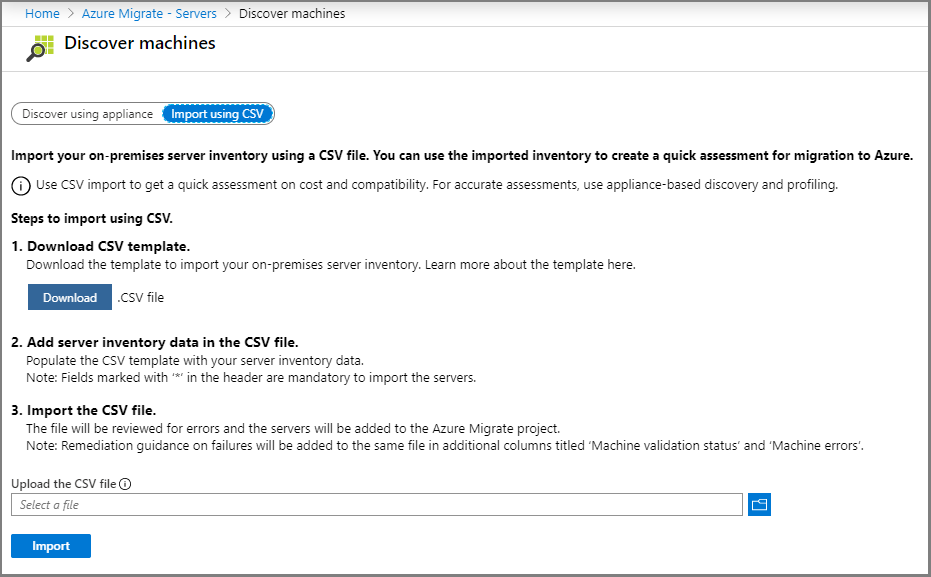 Home > Azure Migrate - Servers > Discover machines
Discover machines
Discover using appliance Import using CSV
Import your on-premises server inventory using a CSV file. You can use the imported inventory to create a quick assessment for migration to Azure.
Use CSV import to get a quick assessment on cost and compatibility. For accurate assessments, use appliance-based discovery and profiling.
Steps to import using CSV.
1. Download CSV template.
Download the template to import your on-premises server inventory. Learn more about the template here.
Download .CSV file
2. Add server inventory data in the CSV file.
Populate the CSV template with your server inventory data.
Note: Fields marked with '*' in the header are mandatory to import the servers.
3. Import the CSV file.
The file will be reviewed for errors and the servers will be added to the Azure Migrate project.
Note: Remediation guidance on failures will be added to the same file in additional columns titled 'Machine validation status' and 'Machine errors'.
Upload the CSV file
Select a file
Import